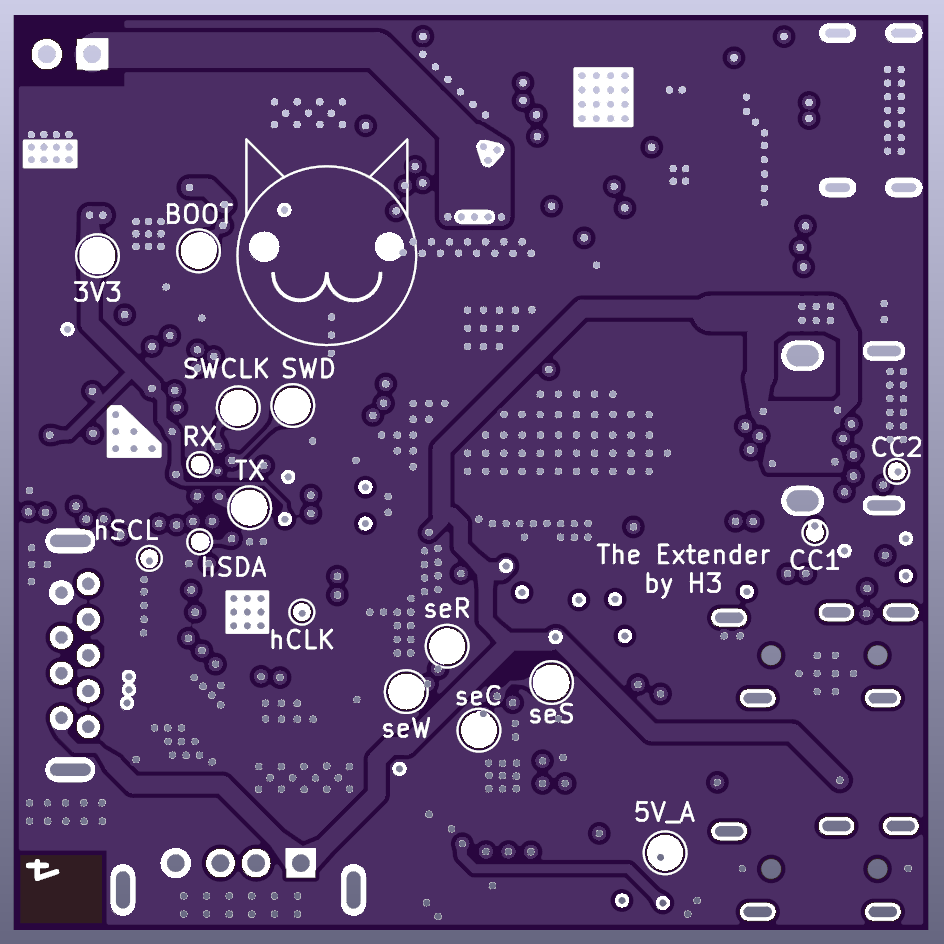 BOOT
3V3
SWCLK SWD
RX
TX
CC2
hSCL
The Extender
CC1
hSDA
by H3
seR
hCLK
seC
seS
seW
5V_A
4